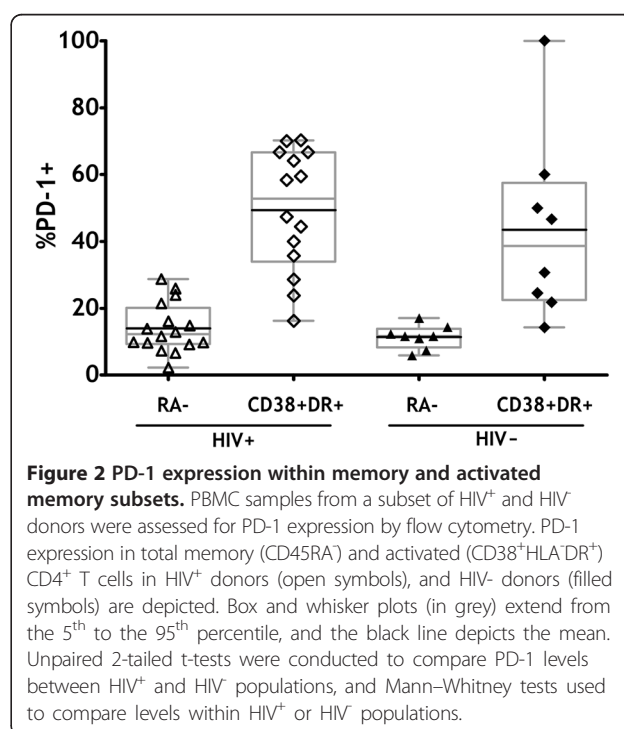 100
80
60
40
20
0
%PD-1+
RA- CD38+DR+ RA- CD38+DR+
HIV+ HIV-
Figure 2 PD-1 expression within memory and activated
memory subsets. PBMC samples from a subset of HIV⁺ and HIV⁻
donors were assessed for PD-1 expression by flow cytometry. PD-1
expression in total memory (CD45RA⁻) and activated (CD38⁺HLA⁻DR⁺)
CD4⁺ T cells in HIV⁺ donors (open symbols), and HIV- donors (filled
symbols) are depicted. Box and whisker plots (in grey) extend from
the 5ᵗʰ to the 95ᵗʰ percentile, and the black line depicts the mean.
Unpaired 2-tailed t-tests were conducted to compare PD-1 levels
between HIV⁺ and HIV⁻ populations, and Mann–Whitney tests used
to compare levels within HIV⁺ or HIV⁻ populations.